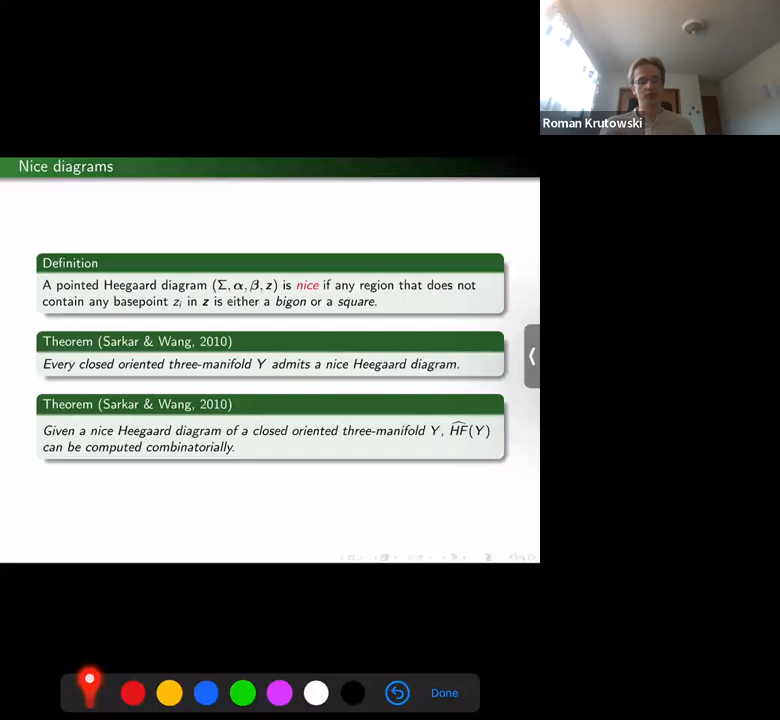 Roman Krutowski
Nice diagrams
Definition
A pointed Heegaard diagram (Σ, α, β, z) is nice if any region that does not
contain any basepoint zᵢ in z is either a bigon or a square.
Theorem (Sarkar & Wang, 2010)
Every closed oriented three-manifold Y admits a nice Heegaard diagram.
Theorem (Sarkar & Wang, 2010)
Given a nice Heegaard diagram of a closed oriented three-manifold Y, \widehat{HF}(Y)
can be computed combinatorially.
Done